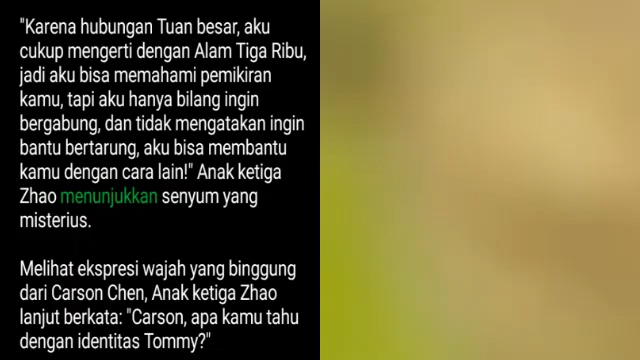 "Karena hubungan Tuan besar, aku
cukup mengerti dengan Alam Tiga Ribu,
jadi aku bisa memahami pemikiran
kamu, tapi aku hanya bilang ingin
bergabung, dan tidak mengatakan ingin
bantu bertarung, aku bisa membantu
kamu dengan cara lain!" Anak ketiga
Zhao menunjukkan senyum yang
misterius.
Melihat ekspresi wajah yang binggung
dari Carson Chen, Anak ketiga Zhao
lanjut berkata: "Carson, apa kamu tahu
dengan identitas Tommy?"